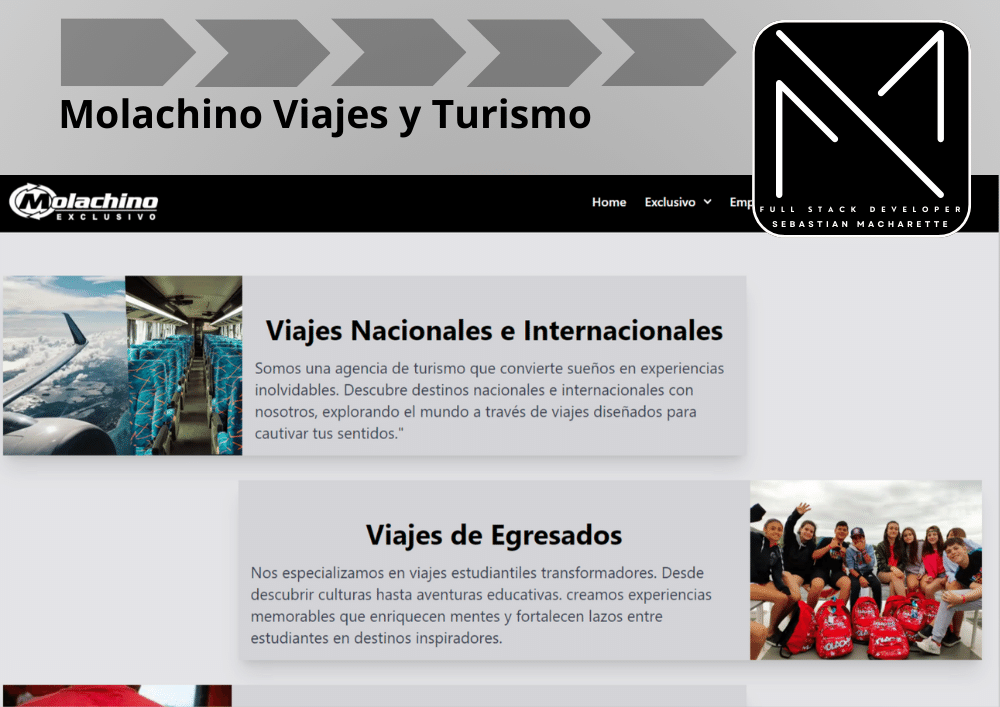 Molachino Viajes y Turismo
Molachino
EXCLUSIVO
Home Exclusivo Emp
FULL STACK DEVELOPER
SEBASTIAN MACHARETTE
Viajes Nacionales e Internacionales
Somos una agencia de turismo que convierte sueños en experiencias
inolvidables. Descubre destinos nacionales e internacionales con
nosotros, explorando el mundo a través de viajes diseñados para
cautivar tus sentidos."
Viajes de Egresados
Nos especializamos en viajes estudiantiles transformadores. Desde
descubrir culturas hasta aventuras educativas. creamos experiencias
memorables que enriquecen mentes y fortalecen lazos entre
estudiantes en destinos inspiradores.